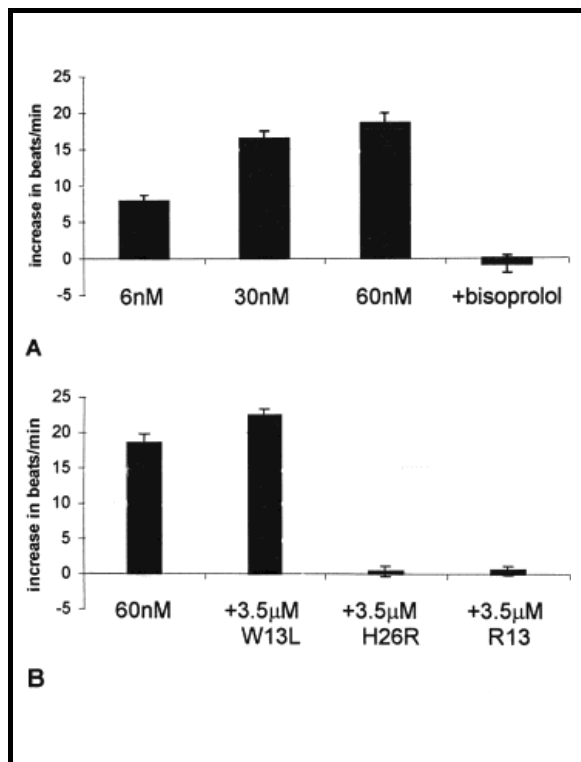 increase in beats/min
25
20
15
10
5
0
-5
6nM 30nM 60nM +bisoprolol
A
increase in beats/min
25
20
15
10
5
0
-5
60nM +3.5µM +3.5µM +3.5µM
W13L H26R R13
B